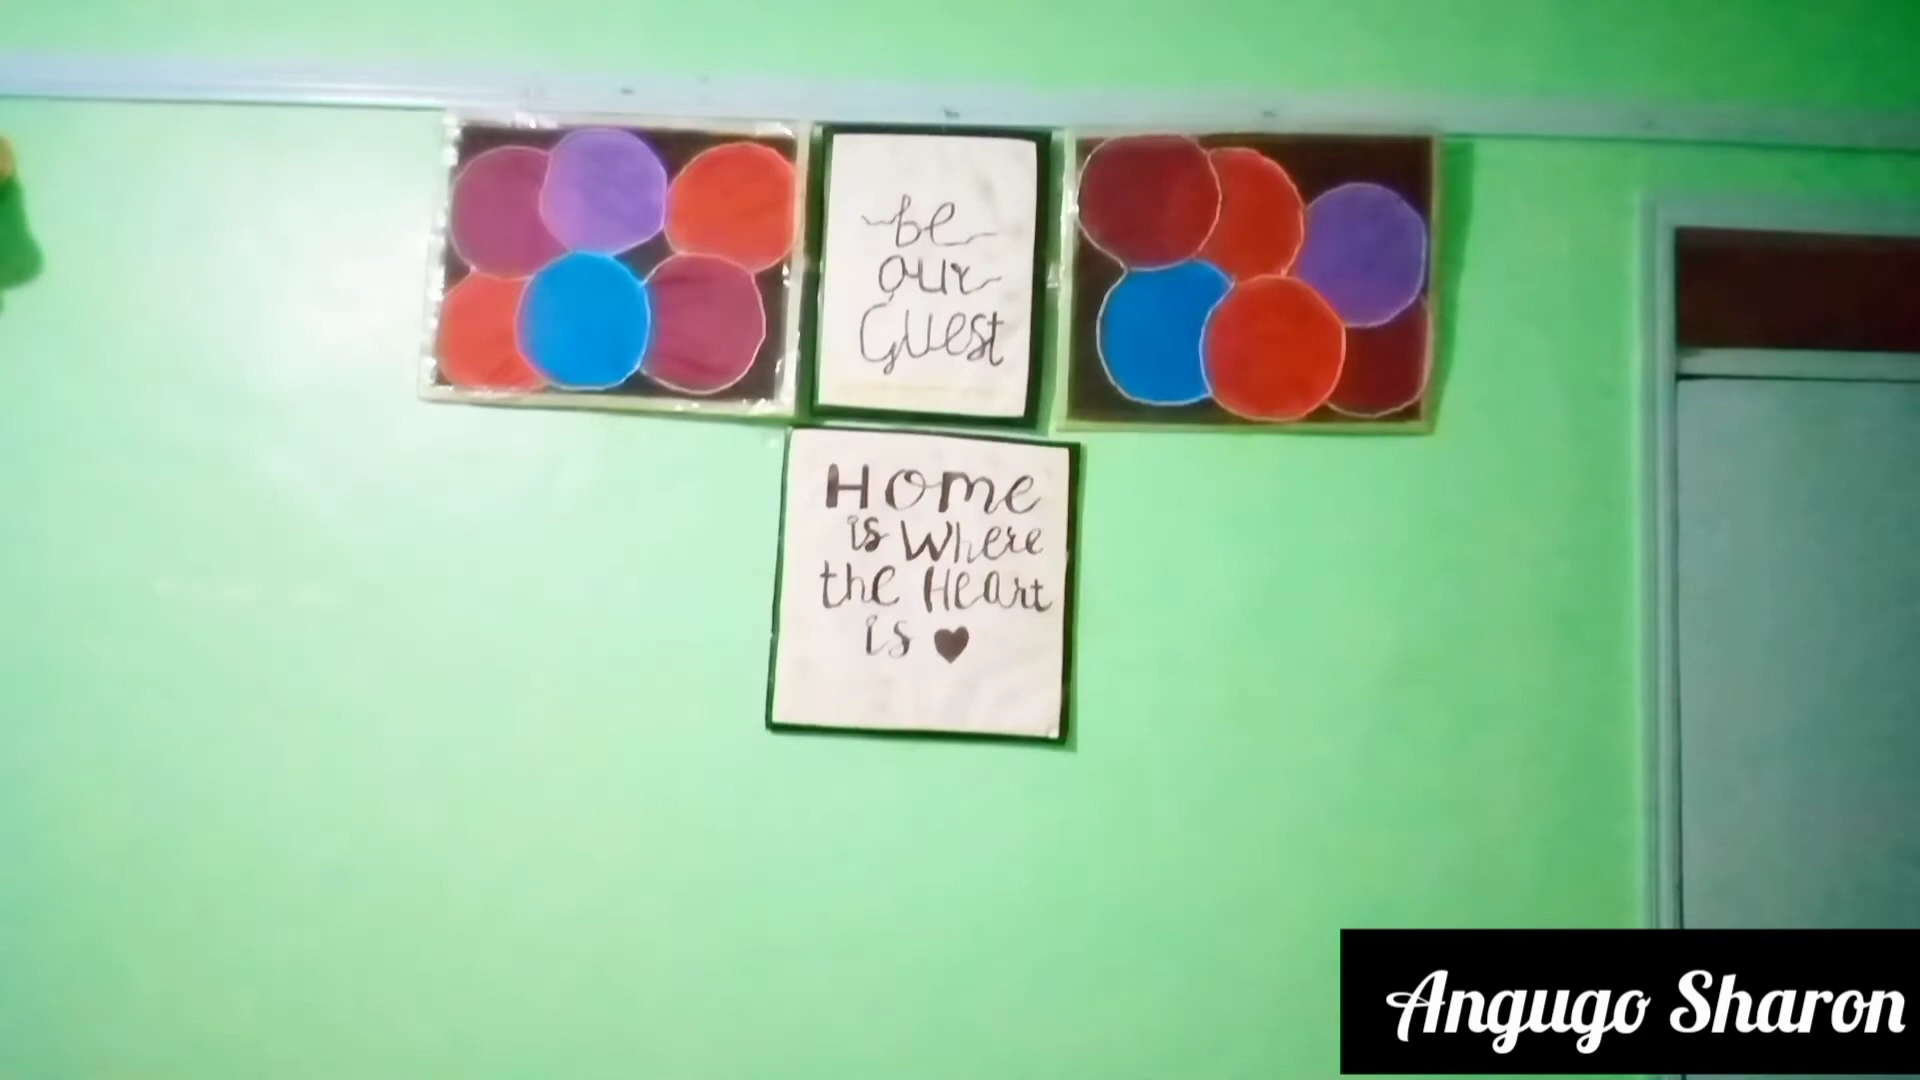 be
our
Guest
Home
is Where
the Heart
is ♥
Angugo Sharon